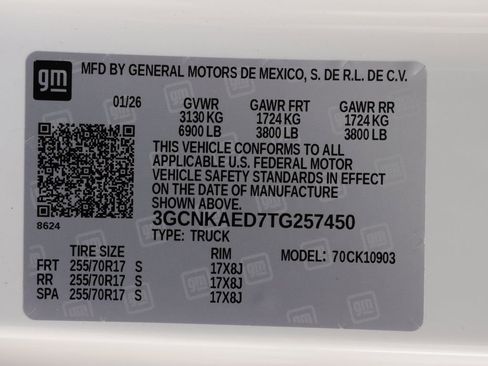 gm MFD BY GENERAL MOTORS DE MEXICO, S. DE R.L. DE C.V.
01/26 GVWR GAWR FRT GAWR RR
3130 KG 1724 KG 1724 KG
6900 LB 3800 LB 3800 LB
THIS VEHICLE CONFORMS TO ALL
APPLICABLE U.S. FEDERAL MOTOR
VEHICLE SAFETY STANDARDS IN EFFECT
ON THE DATE OF MANUFACTURE
SHOWN ABOVE.
8624 3GCNKAED7TG257450
TYPE: TRUCK
TIRE SIZE RIM MODEL: 70CK10903
FRT 255/70R17 S 17X8J
RR 255/70R17 S 17X8J
SPA 255/70R17 S 17X8J